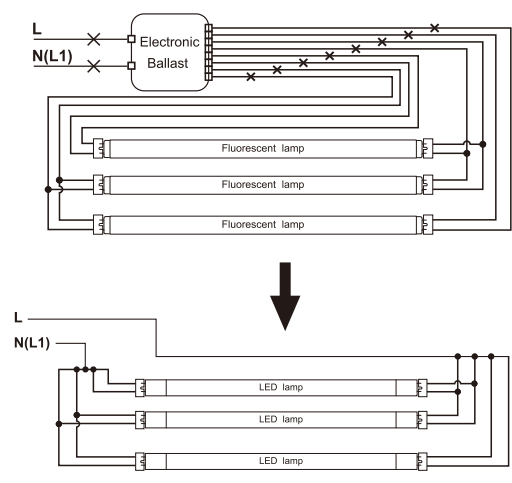 L
N(L1)
Electronic
Ballast
Fluorescent lamp
Fluorescent lamp
Fluorescent lamp
L
N(L1)
LED lamp
LED lamp
LED lamp